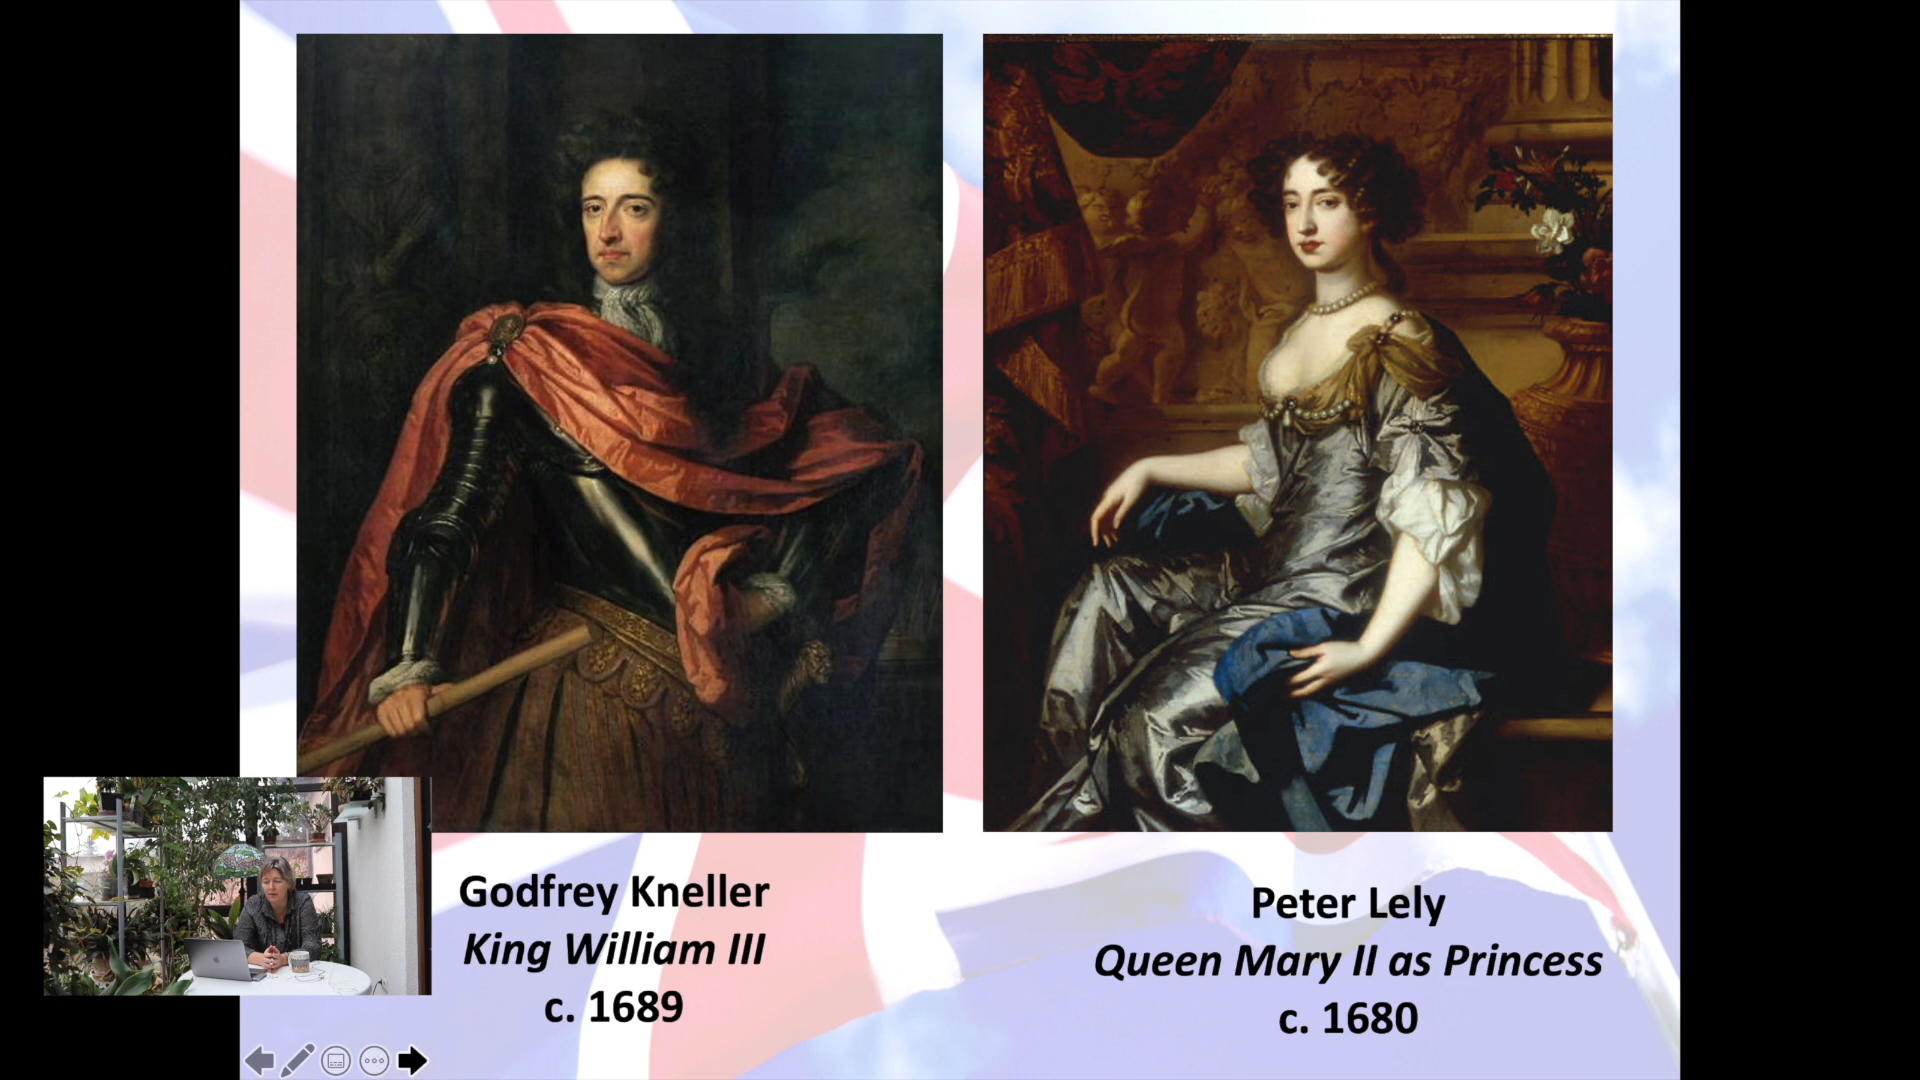 Godfrey Kneller
King William III
c. 1689
Peter Lely
Queen Mary II as Princess
c. 1680